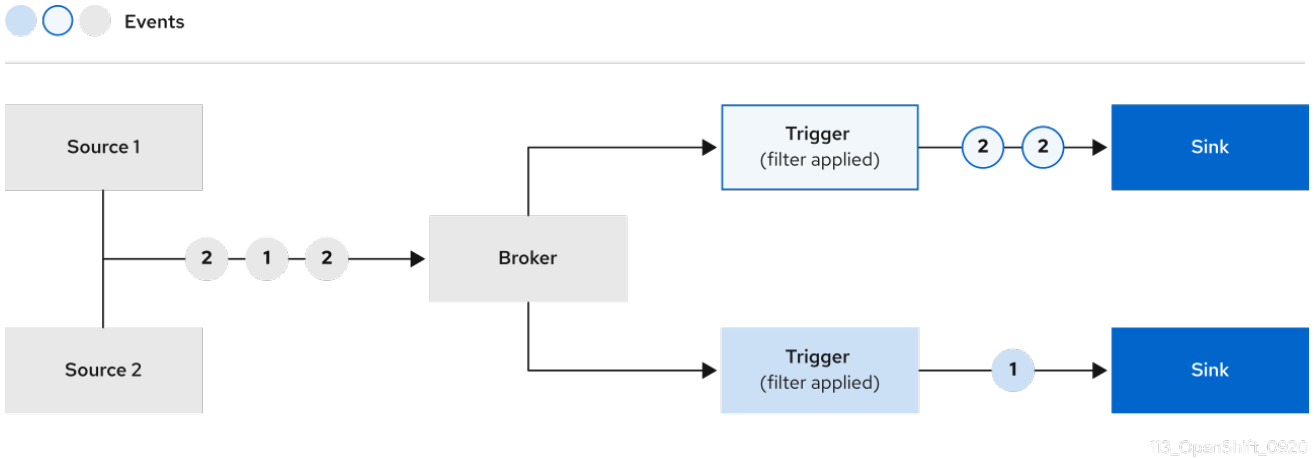 Events
Source 1
Trigger
(filter applied)
2 2
Sink
2 1 2
Broker
Source 2
Trigger
(filter applied)
1
Sink
113_OpenShift_0920